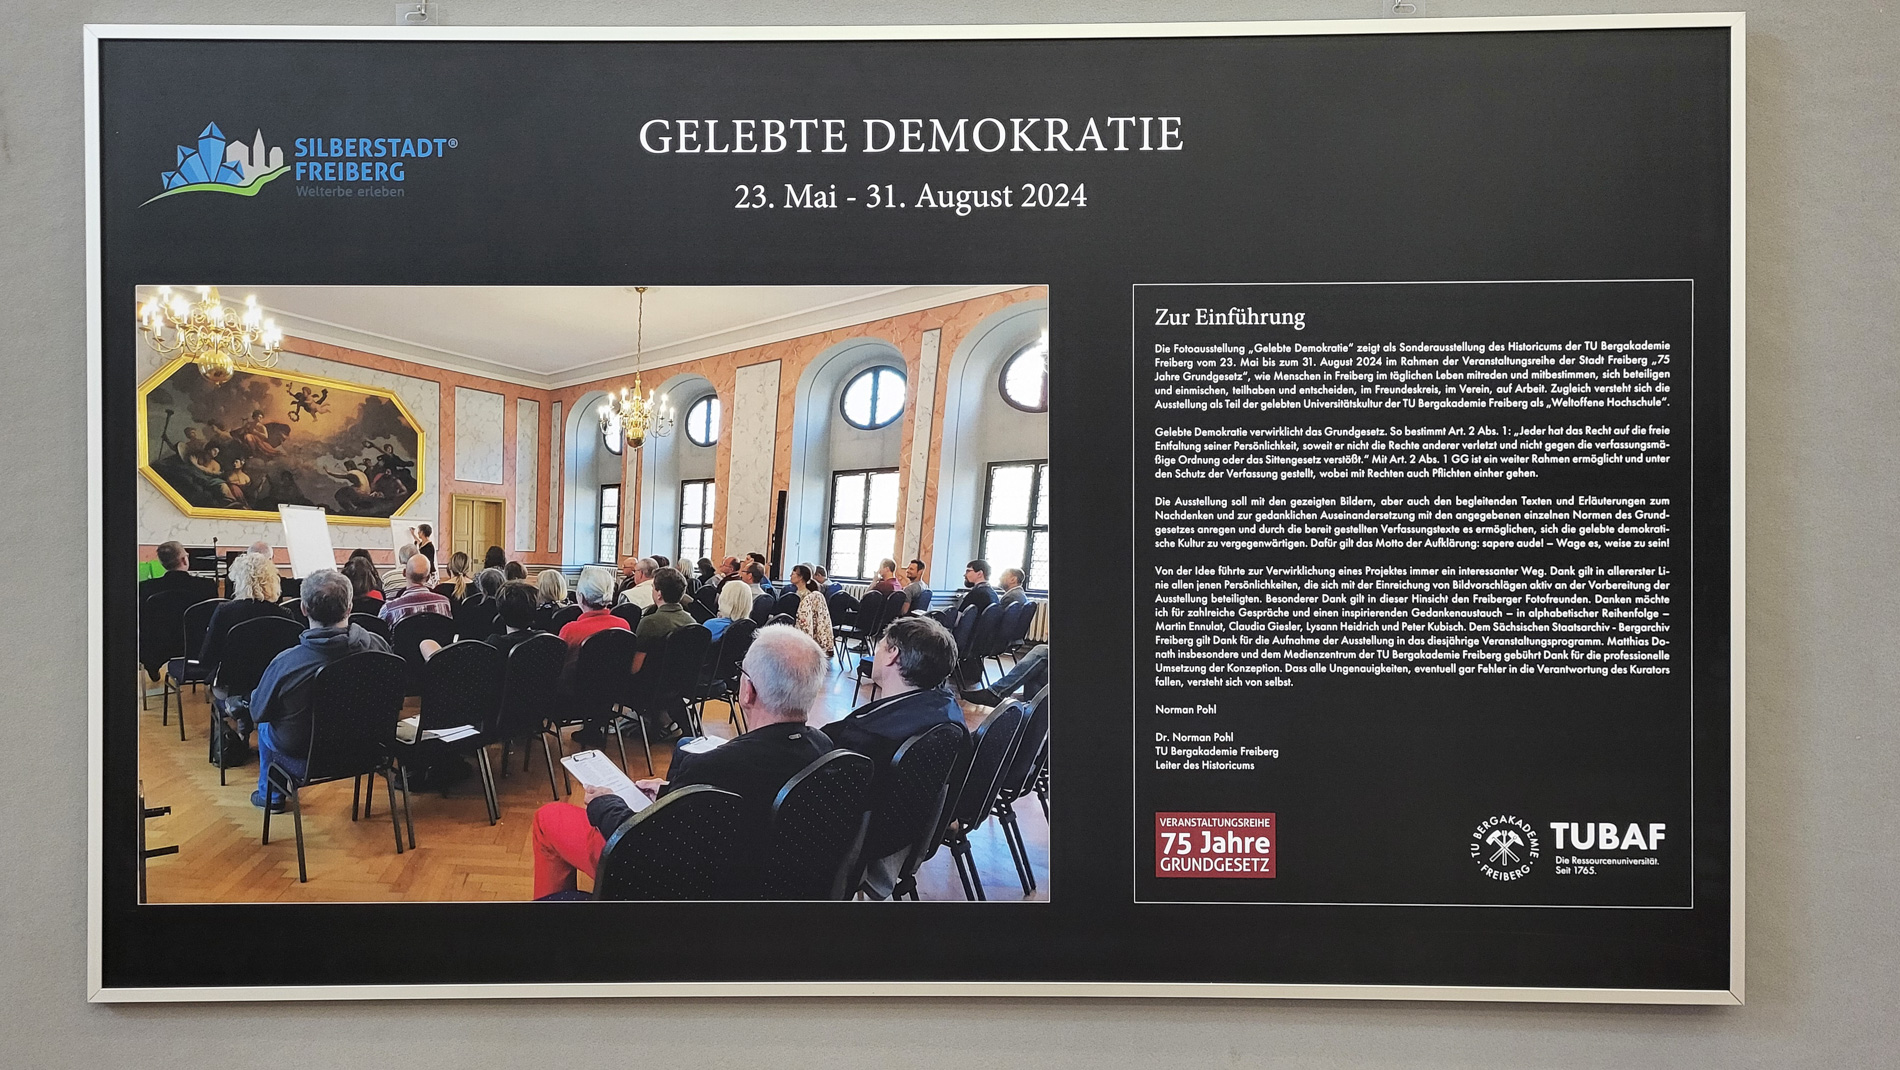 SILBERSTADT®
FREIBERG
Welterbe erleben
GELEBTE DEMOKRATIE
23. Mai - 31. August 2024
Zur Einführung
Die Fotoausstellung „Gelebte Demokratie“ zeigt als Sonderausstellung des Historicums der TU Bergakademie
Freiberg vom 23. Mai bis zum 31. August 2024 im Rahmen der Veranstaltungsreihe der Stadt Freiberg „75
Jahre Grundgesetz“, wie Menschen in Freiberg im täglichen Leben mitreden und mitbestimmen, sich beteiligen
und einmischen, teilhaben und entscheiden, im Freundeskreis, im Verein, auf Arbeit. Zugleich versteht sich die
Ausstellung als Teil der gelebten Universitätskultur der TU Bergakademie Freiberg als „Weltoffene Hochschule“.
Gelebte Demokratie verwirklicht das Grundgesetz. So bestimmt Art. 2 Abs. 1: „Jeder hat das Recht auf die freie
Entfaltung seiner Persönlichkeit, soweit er nicht die Rechte anderer verletzt und nicht gegen die verfassungsmä-
ßige Ordnung oder das Sittengesetz verstößt.“ Mit Art. 2 Abs. 1 GG ist ein weiter Rahmen ermöglicht und unter
den Schutz der Verfassung gestellt, wobei mit Rechten auch Pflichten einher gehen.
Die Ausstellung soll mit den gezeigten Bildern, aber auch den begleitenden Texten und Erläuterungen zum
Nachdenken und zur gedanklichen Auseinandersetzung mit den angegebenen einzelnen Normen des Grund-
gesetzes anregen und durch die bereit gestellten Verfassungstexte es ermöglichen, sich die gelebte demokrati-
sche Kultur zu vergegenwärtigen. Dafür gilt das Motto der Aufklärung: sapere aude! – Wage es, weise zu sein!
Von der Idee führte zur Verwirklichung eines Projektes immer ein interessanter Weg. Dank gilt in allererster Li-
nie allen jenen Persönlichkeiten, die sich mit der Einreichung von Bildvorschlägen aktiv an der Vorbereitung der
Ausstellung beteiligten. Besonderer Dank gilt in dieser Hinsicht den Freiberger Fotofreunden. Danken möchte
ich für zahlreiche Gespräche und einen inspirierenden Gedankenaustauch – in alphabetischer Reihenfolge –
Martin Ennulat, Claudia Giesler, Lysann Heidrich und Peter Kubisch. Dem Sächsischen Staatsarchiv - Bergarchiv
Freiberg gilt Dank für die Aufnahme der Ausstellung in das diesjährige Veranstaltungsprogramm. Matthias Do-
nath insbesondere und dem Medienzentrum der TU Bergakademie Freiberg gebührt Dank für die professionelle
Umsetzung der Konzeption. Dass alle Ungenauigkeiten, eventuell gar Fehler in die Verantwortung des Kurators
fallen, versteht sich von selbst.
Norman Pohl
Dr. Norman Pohl
TU Bergakademie Freiberg
Leiter des Historicums
VERANSTALTUNGSREIHE
75 Jahre
GRUNDGESETZ
TU BERGAKADEMIE
· FREIBERG ·
TUBAF
Die Ressourcenuniversität.
Seit 1765.